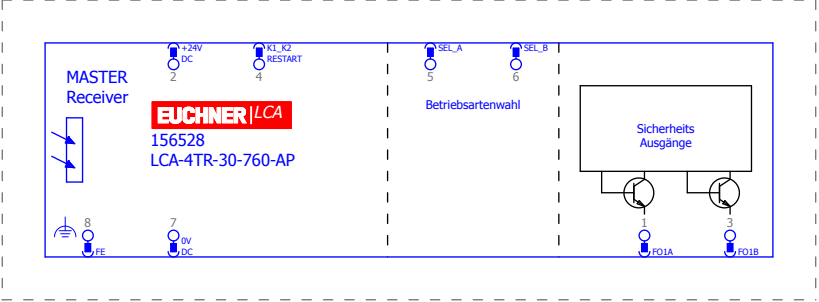 +24V
DC
K1_K2
RESTART
SEL_A
SEL_B
2
4
5
6
MASTER
Receiver
EUCHNER LCA
Betriebsartenwahl
156528
LCA-4TR-30-760-AP
Sicherheits
Ausgänge
8
7
1
3
FE
0V
DC
FO1A
FO1B